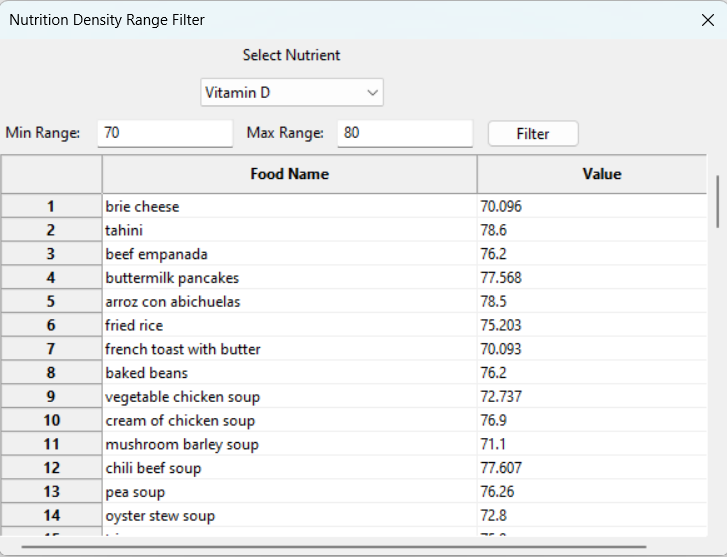 Nutrition Density Range Filter
Select Nutrient
Vitamin D
Min Range: 70 Max Range: 80 Filter
Food Name Value
1 brie cheese 70.096
2 tahini 78.6
3 beef empanada 76.2
4 buttermilk pancakes 77.568
5 arroz con abichuelas 78.5
6 fried rice 75.203
7 french toast with butter 70.093
8 baked beans 76.2
9 vegetable chicken soup 72.737
10 cream of chicken soup 76.9
11 mushroom barley soup 71.1
12 chili beef soup 77.607
13 pea soup 76.26
14 oyster stew soup 72.8